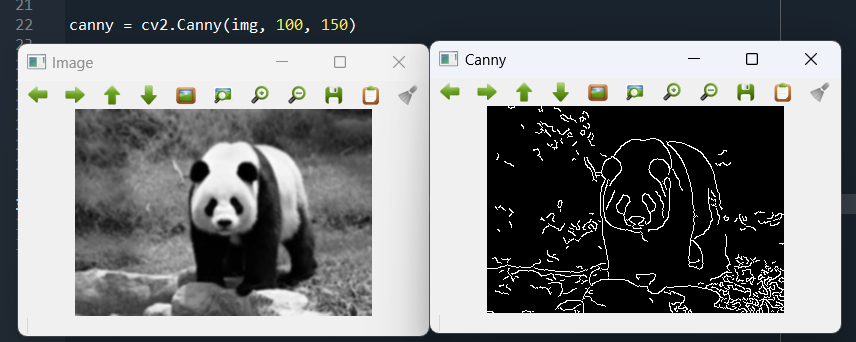 21
22 canny = cv2.Canny(img, 100, 150)
Image
Canny